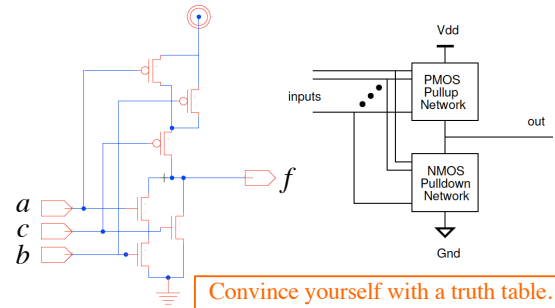 a
c
b
f
Vdd
PMOS
Pullup
Network
inputs
out
NMOS
Pulldown
Network
Gnd
Convince yourself with a truth table.